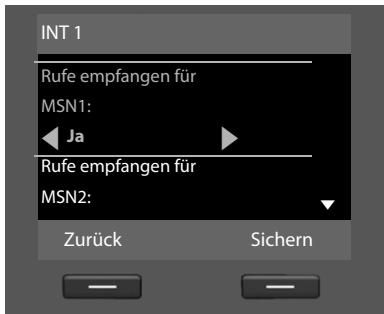 INT 1
Rufe empfangen für
MSN1:
Ja
Rufe empfangen für
MSN2:
Zurück Sichern